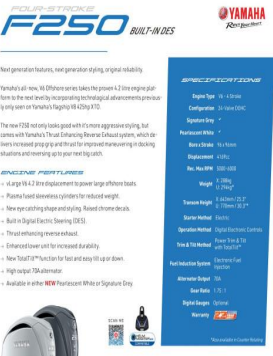 FOUR-STROKE
F250 BUILT-IN DES
YAMAHA
Revs Your Heart
Next generation features, next generation styling, original reliability.
Yamaha's all-new, V6 Offshore series takes the proven 4.2 litre engine plat-
form to the next level by incorporating technological advancements previous-
ly only seen on Yamaha's flagship V8 425hp XTO.
The new F250 not only looks good with it's more aggressive styling, but
comes with Yamaha's Thrust Enhancing Reverse Exhaust system, which de-
livers increased prop grip and thrust for improved maneuvering in docking
situations and reversing up to your next big catch.
ENGINE FEATURES
vLarge V6 4.2 litre displacement to power large offshore boats.
Plasma fused sleeveless cylinders for reduced weight.
New eye catching shape and styling. Raised chrome decals.
Built in Digital Electric Steering (DES).
Thrust enhancing reverse exhaust.
Enhanced lower unit for increased durability.
New TotalTilt™ function for fast and easy lift up or down.
High output 70A alternator.
Available in either NEW Pearlescent White or Signature Grey.
SCAN ME
SPECIFICATIONS
Engine Type V6 - 4 Stroke
Configuration 24-Valve DOHC
Signature Grey *
Pearlescent White *
Bore x Stroke 96 x 96mm
Displacement 4169cc
Rec. Max RPM 5000-6000
Weight X: 288kg
U: 296kg*
Transom Height X: 643mm / 25.3"
U: 770mm / 30.3"*
Starter Method Electric
Operation Method Digital Electronic Controls
Trim & Tilt Method Power Trim & Tilt
with TotalTilt™
Fuel Induction System Electronic Fuel
Injection
Alternator Output 70A
Gear Ratio 1.75 : 1
Digital Gauges Optional
Warranty
*Also available in Counter Rotating